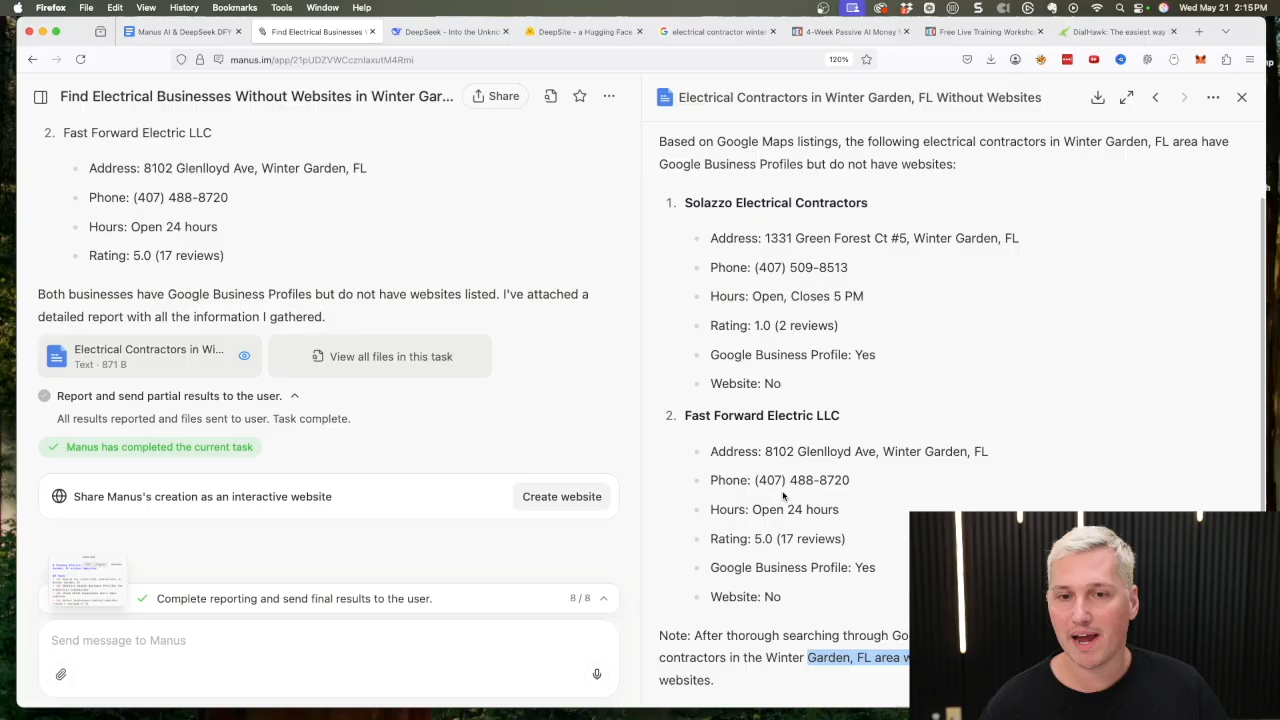 Firefox File Edit View History Bookmarks Tools Window Help
Wed May 21 2:15 PM
Manus AI & DeepSeek DFY
Find Electrical Businesses
DeepSeek - Into the Unkn
DeepSite - a Hugging Face
electrical contractor winter
4-Week Passive AI Money
Free Live Training Worksho
DialHawk: The easiest way
manus.im/app/21pUDZVWCcznlaxutM4Rmi
120%
Find Electrical Businesses Without Websites in Winter Gar...
Share
Electrical Contractors in Winter Garden, FL Without Websites
2. Fast Forward Electric LLC
Address: 8102 Glenlloyd Ave, Winter Garden, FL
Phone: (407) 488-8720
Hours: Open 24 hours
Rating: 5.0 (17 reviews)
Both businesses have Google Business Profiles but do not have websites listed. I've attached a
detailed report with all the information I gathered.
Electrical Contractors in Wi...
Text · 871 B
View all files in this task
Report and send partial results to the user.
All results reported and files sent to user. Task complete.
Manus has completed the current task
Share Manus's creation as an interactive website
Create website
Complete reporting and send final results to the user.
8 / 8
Send message to Manus
Based on Google Maps listings, the following electrical contractors in Winter Garden, FL area have
Google Business Profiles but do not have websites:
1. Solazzo Electrical Contractors
Address: 1331 Green Forest Ct #5, Winter Garden, FL
Phone: (407) 509-8513
Hours: Open, Closes 5 PM
Rating: 1.0 (2 reviews)
Google Business Profile: Yes
Website: No
2. Fast Forward Electric LLC
Address: 8102 Glenlloyd Ave, Winter Garden, FL
Phone: (407) 488-8720
Hours: Open 24 hours
Rating: 5.0 (17 reviews)
Google Business Profile: Yes
Website: No
Note: After thorough searching through Go
contractors in the Winter Garden, FL area w
websites.